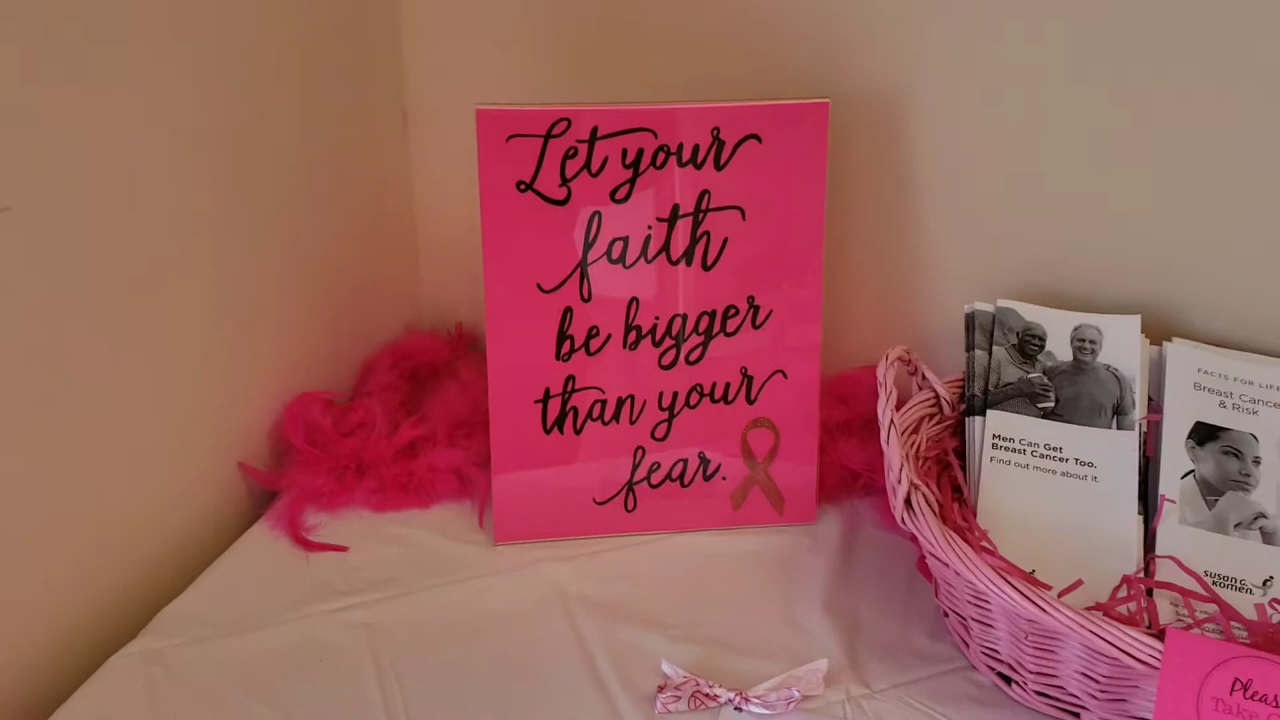 Let your
faith
be bigger
than your
fear.
Men Can Get
Breast Cancer Too.
Find out more about it.
FACTS FOR LIFE
Breast Cance
& Risk
SUSAN G.
KOMEN.
Pleas
Take